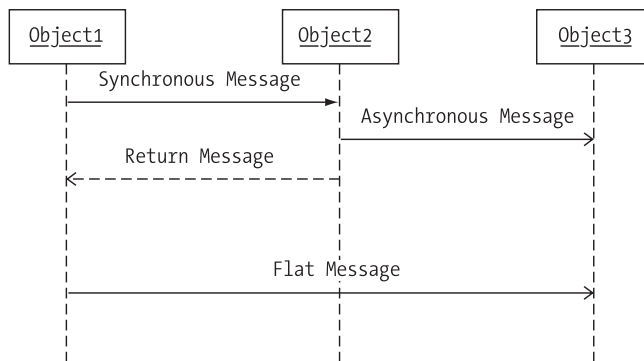 Object1
Object2
Object3
Synchronous Message
Asynchronous Message
Return Message
Flat Message